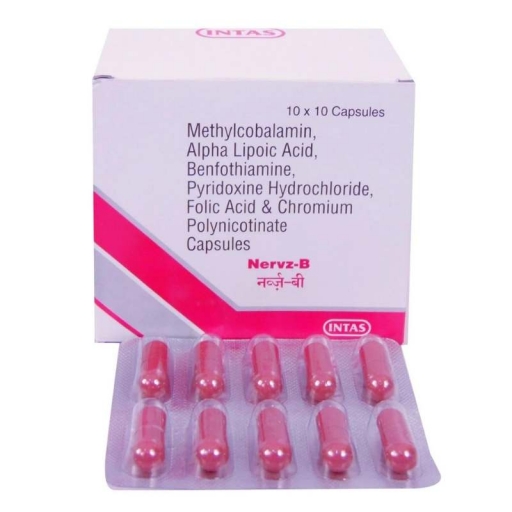 INTAS
10 x 10 Capsules
Methylcobalamin,
Alpha Lipoic Acid,
Benfothiamine,
Pyridoxine Hydrochloride,
Folic Acid & Chromium
Polynicotinate
Capsules
Nervz-B
नर्व्ज़-बी
INTAS